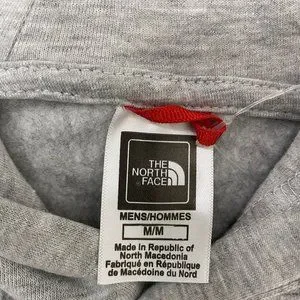 THE
NORTH
FACE
MENS/HOMMES
M/M
Made in Republic of
North Macedonia
Fabriqué en République
de Macédoine du Nord